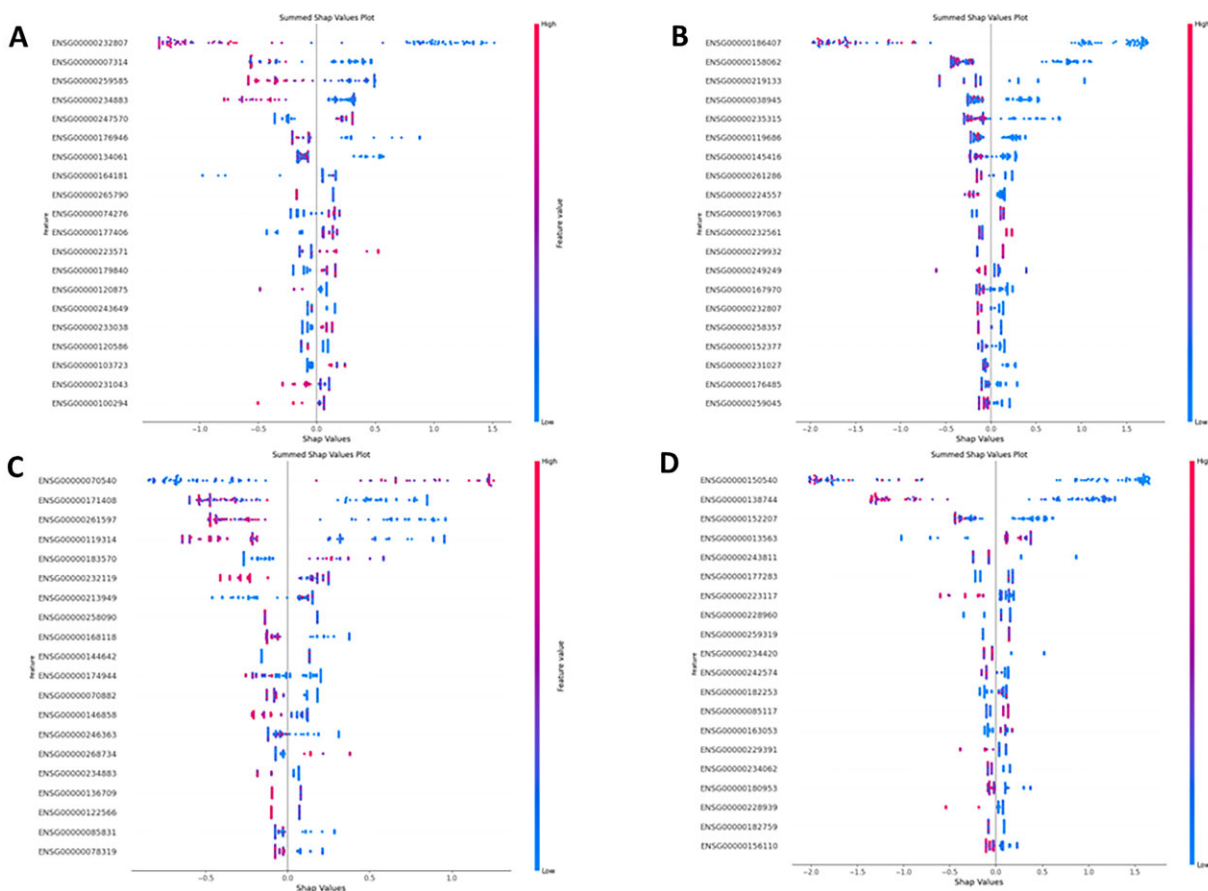 A
Summed Shap Values Plot
High
ENSG00000232807
ENSG00000007314
ENSG00000259585
ENSG00000234883
ENSG00000247570
ENSG00000176946
ENSG00000134061
ENSG00000164181
ENSG00000265790
ENSG00000074276
ENSG00000177406
ENSG00000223571
ENSG00000179840
ENSG00000120875
ENSG00000243649
ENSG00000233038
ENSG00000120586
ENSG00000103723
ENSG00000231043
ENSG00000100294
Feature
Feature value
Low
−1.0 −0.5 0.0 0.5 1.0 1.5
Shap Values
B
Summed Shap Values Plot
High
ENSG00000186407
ENSG00000158062
ENSG00000219133
ENSG00000038945
ENSG00000235315
ENSG00000119686
ENSG00000145416
ENSG00000261286
ENSG00000224557
ENSG00000197063
ENSG00000232561
ENSG00000229932
ENSG00000249249
ENSG00000167970
ENSG00000232807
ENSG00000258357
ENSG00000152377
ENSG00000231027
ENSG00000176485
ENSG00000259045
Feature
Low
−2.0 −1.5 −1.0 −0.5 0.0 0.5 1.0 1.5
Shap Values
C
Summed Shap Values Plot
High
ENSG00000070540
ENSG00000171408
ENSG00000261597
ENSG00000119314
ENSG00000183570
ENSG00000232119
ENSG00000213949
ENSG00000258090
ENSG00000168118
ENSG00000144642
ENSG00000174944
ENSG00000070882
ENSG00000146858
ENSG00000246363
ENSG00000268734
ENSG00000234883
ENSG00000136709
ENSG00000122566
ENSG00000085831
ENSG00000078319
Feature
Feature value
Low
−0.5 0.0 0.5 1.0
Shap Values
D
Summed Shap Values Plot
High
ENSG00000150540
ENSG00000138744
ENSG00000152207
ENSG00000013563
ENSG00000243811
ENSG00000177283
ENSG00000223117
ENSG00000228960
ENSG00000259319
ENSG00000234420
ENSG00000242574
ENSG00000182253
ENSG00000085117
ENSG00000163053
ENSG00000229391
ENSG00000234062
ENSG00000180953
ENSG00000228939
ENSG00000182759
ENSG00000156110
Feature
Low
−2.0 −1.5 −1.0 −0.5 0.0 0.5 1.0 1.5
Shap Values